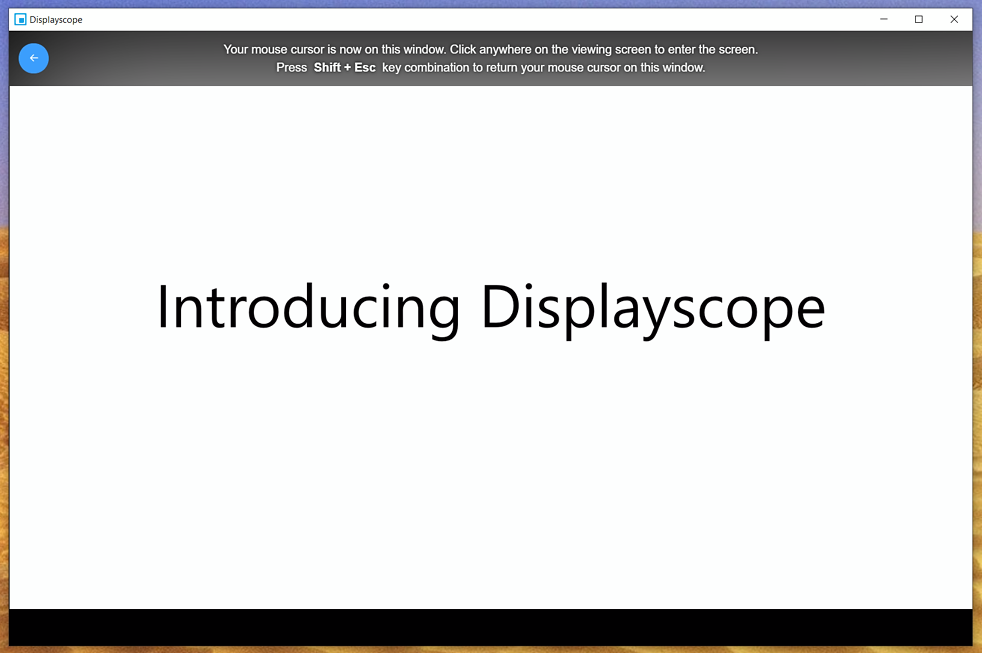 Displayscope
Your mouse cursor is now on this window. Click anywhere on the viewing screen to enter the screen.
Press Shift + Esc key combination to return your mouse cursor on this window.
Introducing Displayscope